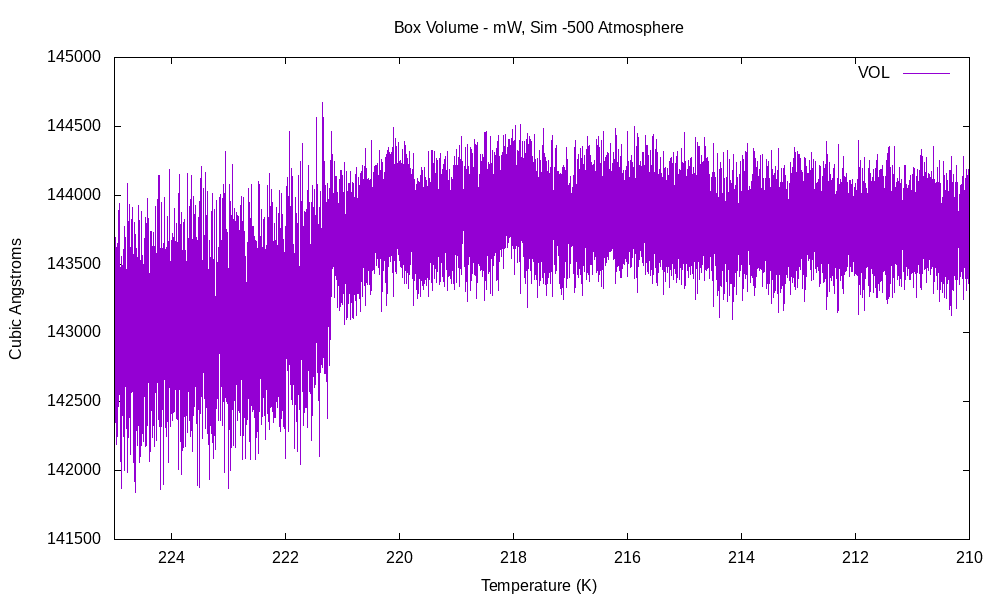 Box Volume - mW, Sim -500 Atmosphere
VOL
145000
144500
144000
143500
143000
142500
142000
141500
Cubic Angstroms
224 222 220 218 216 214 212 210
Temperature (K)